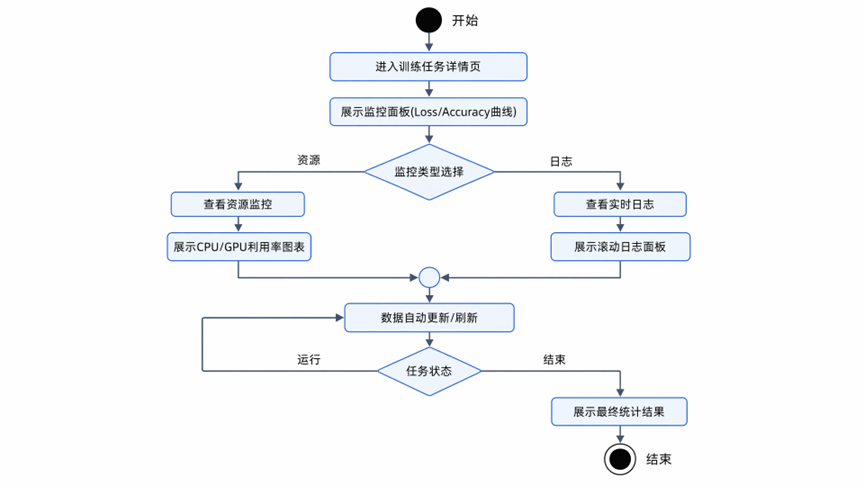 开始
进入训练任务详情页
展示监控面板(Loss/Accuracy曲线)
资源
监控类型选择
日志
查看资源监控
查看实时日志
展示CPU/GPU利用率图表
展示滚动日志面板
数据自动更新/刷新
运行
任务状态
结束
展示最终统计结果
结束